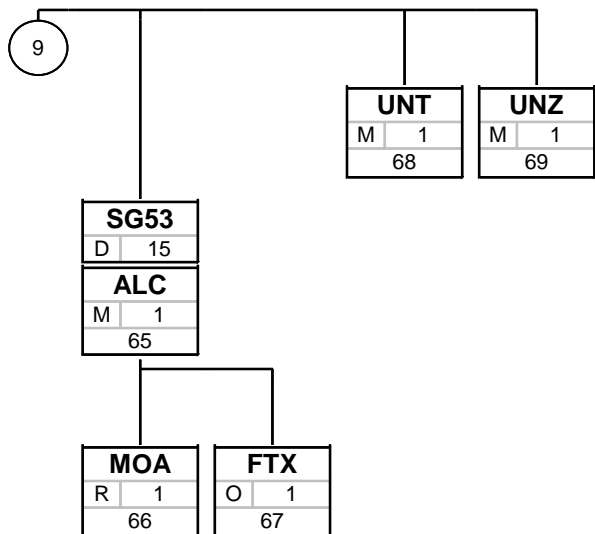 9
UNT UNZ
M 1 M 1
68 69
SG53
D 15
ALC
M 1
65
MOA FTX
R 1 O 1
66 67